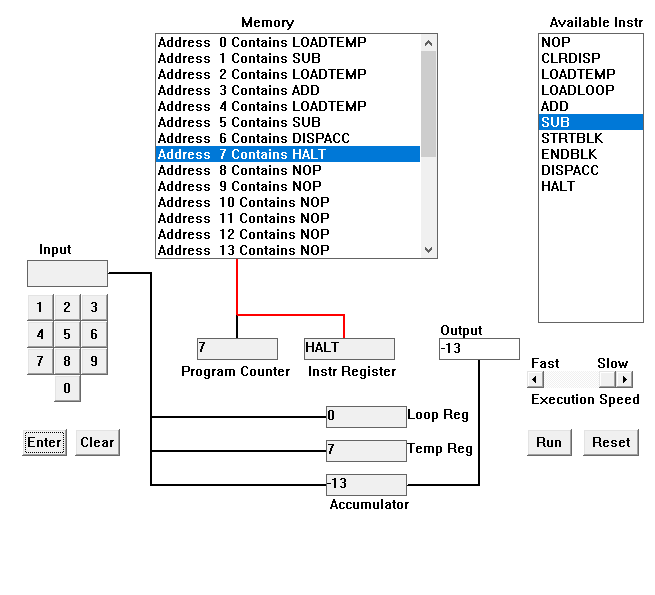 Memory
Address 0 Contains LOADTEMP
Address 1 Contains SUB
Address 2 Contains LOADTEMP
Address 3 Contains ADD
Address 4 Contains LOADTEMP
Address 5 Contains SUB
Address 6 Contains DISPACC
Address 7 Contains HALT
Address 8 Contains NOP
Address 9 Contains NOP
Address 10 Contains NOP
Address 11 Contains NOP
Address 12 Contains NOP
Address 13 Contains NOP
Available Instr
NOP
CLRDISP
LOADTEMP
LOADLOOP
ADD
SUB
STRTBLK
ENDBLK
DISPACC
HALT
Input
1 2 3
4 5 6
7 8 9
0
Enter Clear
7
Program Counter
HALT
Instr Register
Output
-13
Fast Slow
Execution Speed
Run Reset
0 Loop Reg
7 Temp Reg
-13
Accumulator